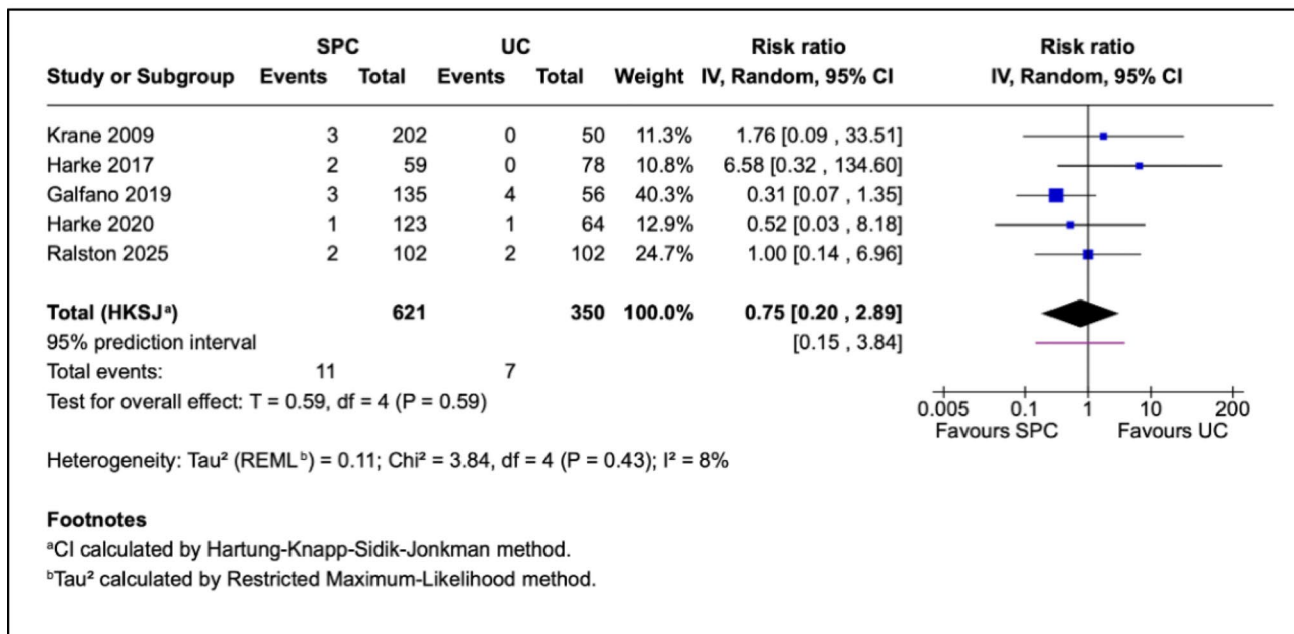 SPC UC Risk ratio Risk ratio
Study or Subgroup Events Total Events Total Weight IV, Random, 95% CI IV, Random, 95% CI
Krane 2009 3 202 0 50 11.3% 1.76 [0.09 , 33.51]
Harke 2017 2 59 0 78 10.8% 6.58 [0.32 , 134.60]
Galfano 2019 3 135 4 56 40.3% 0.31 [0.07 , 1.35]
Harke 2020 1 123 1 64 12.9% 0.52 [0.03 , 8.18]
Ralston 2025 2 102 2 102 24.7% 1.00 [0.14 , 6.96]
Total (HKSJᵃ) 621 350 100.0% 0.75 [0.20 , 2.89]
95% prediction interval [0.15 , 3.84]
Total events: 11 7
Test for overall effect: T = 0.59, df = 4 (P = 0.59)
0.005 0.1 1 10 200
Favours SPC Favours UC
Heterogeneity: Tau² (REMLᵇ) = 0.11; Chi² = 3.84, df = 4 (P = 0.43); I² = 8%
Footnotes
ᵃCI calculated by Hartung-Knapp-Sidik-Jonkman method.
ᵇTau² calculated by Restricted Maximum-Likelihood method.